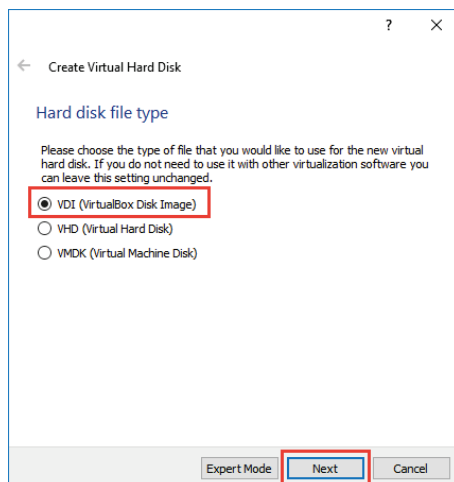 ?
Create Virtual Hard Disk
Hard disk file type
Please choose the type of file that you would like to use for the new virtual
hard disk. If you do not need to use it with other virtualization software you
can leave this setting unchanged.
VDI (VirtualBox Disk Image)
VHD (Virtual Hard Disk)
VMDK (Virtual Machine Disk)
Expert Mode Next Cancel